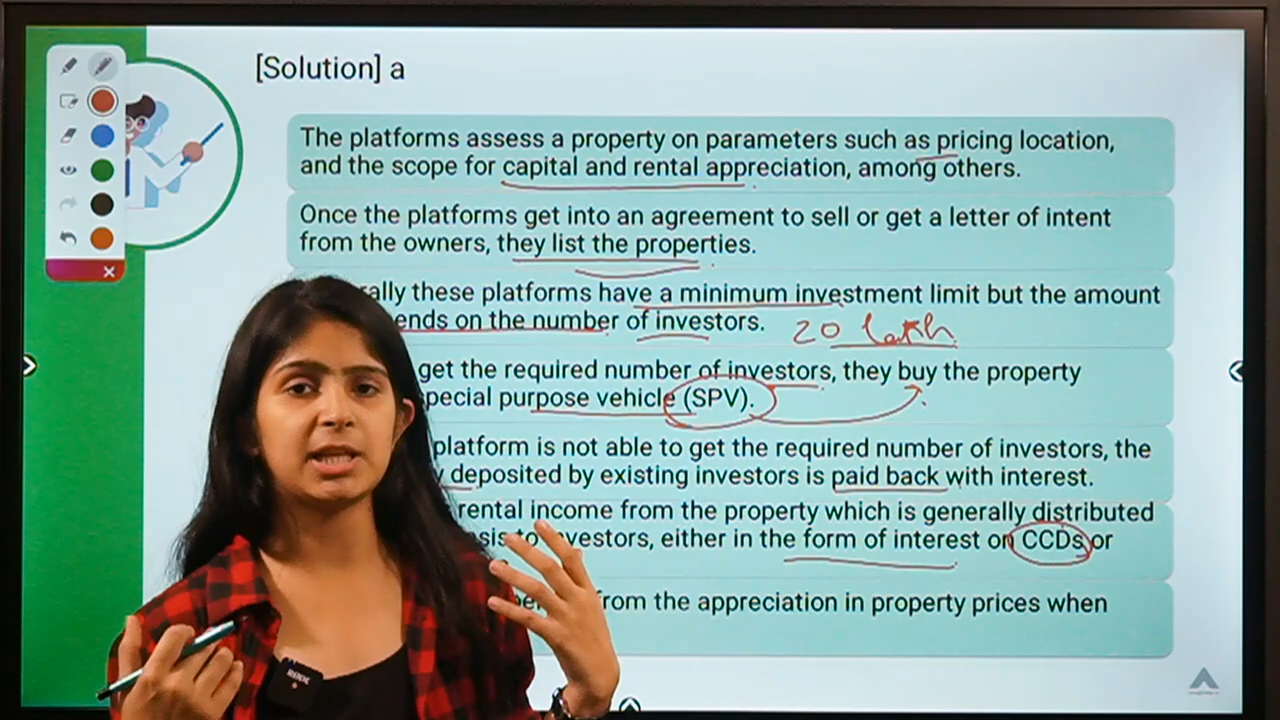 [Solution] a
The platforms assess a property on parameters such as pricing location,
and the scope for capital and rental appreciation, among others.
Once the platforms get into an agreement to sell or get a letter of intent
from the owners, they list the properties.
these platforms have a minimum investment limit but the amount
on the number of investors. 20 lakh
get the required number of investors, they buy the property
purpose vehicle (SPV).
platform is not able to get the required number of investors, the
deposited by existing investors is paid back with interest.
rental income from the property which is generally distributed
to investors, either in the form of interest on CCDs or
from the appreciation in property prices when
RODE